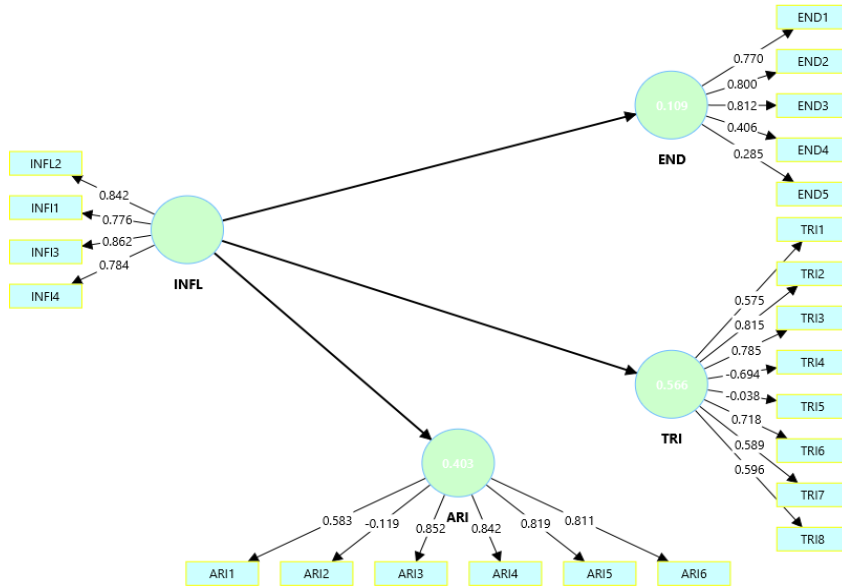 END1
0.770
END2
0.800
0.109
0.812
END3
0.406
END4
END
0.285
END5
INFL2
0.842
INFI1
0.776
0.862
INFI3
0.784
INFI4
INFL
TRI1
TRI2
0.575
0.815
TRI3
0.785
TRI4
-0.694
0.566
-0.038
TRI5
0.718
TRI
TRI6
0.589
0.596
TRI7
TRI8
0.403
ARI
0.583
-0.119
0.852
0.842
0.819
0.811
ARI1
ARI2
ARI3
ARI4
ARI5
ARI6